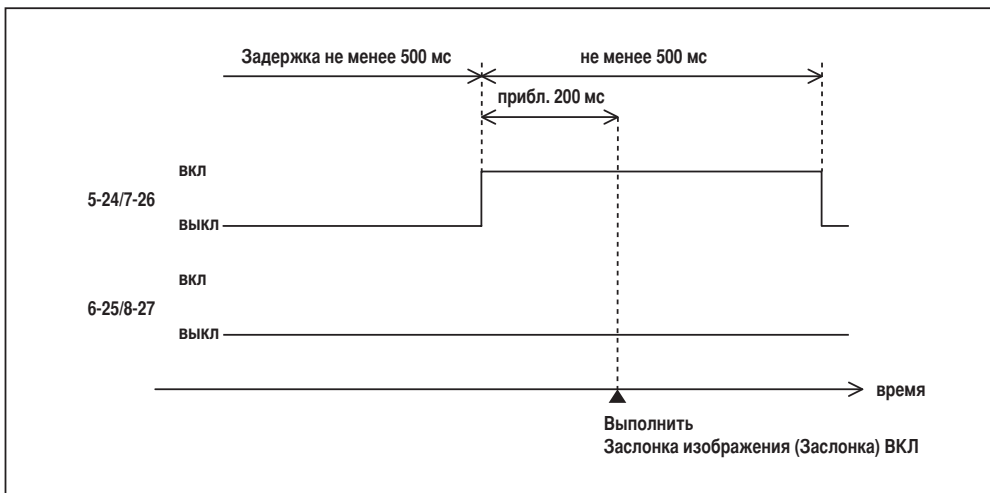 Задержка не менее 500 мс
не менее 500 мс
прибл. 200 мс
вкл
5-24/7-26
выкл
вкл
6-25/8-27
выкл
время
Выполнить
Заслонка изображения (Заслонка) ВКЛ